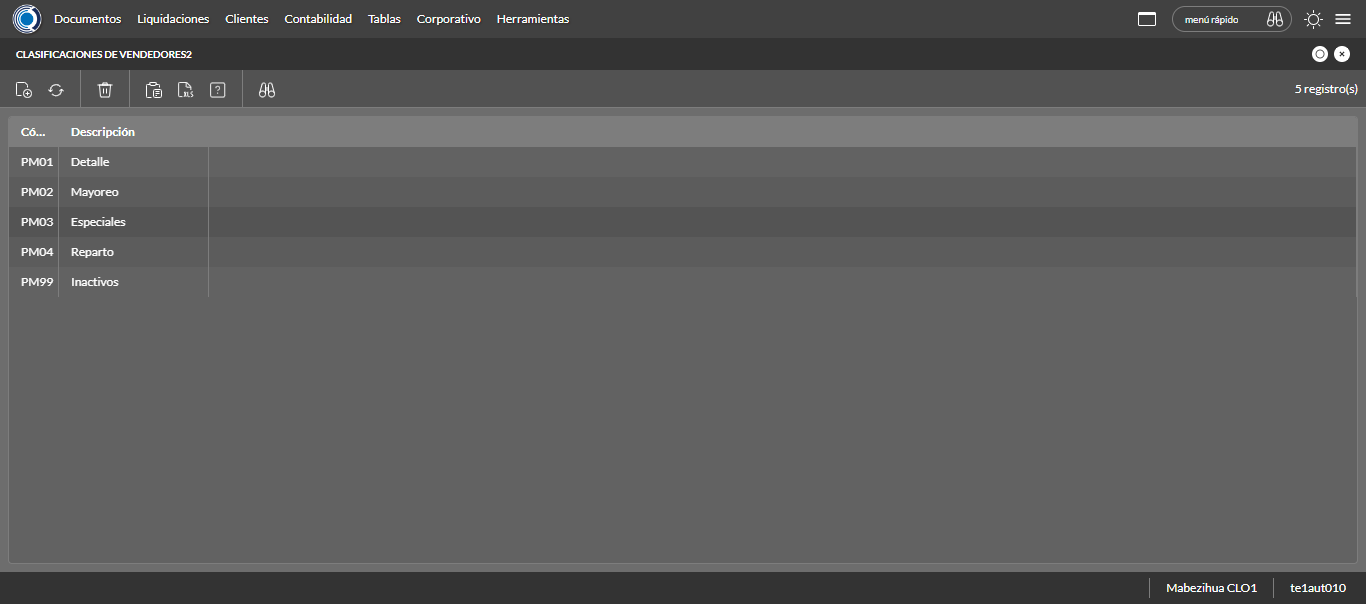 Documentos Liquidaciones Clientes Contabilidad Tablas Corporativo Herramientas menú rápido
CLASIFICACIONES DE VENDEDORES2
XLS ? 5 registro(s)
Có... Descripción
PM01 Detalle
PM02 Mayoreo
PM03 Especiales
PM04 Reparto
PM99 Inactivos
Mabezihua CLO1 te1aut010